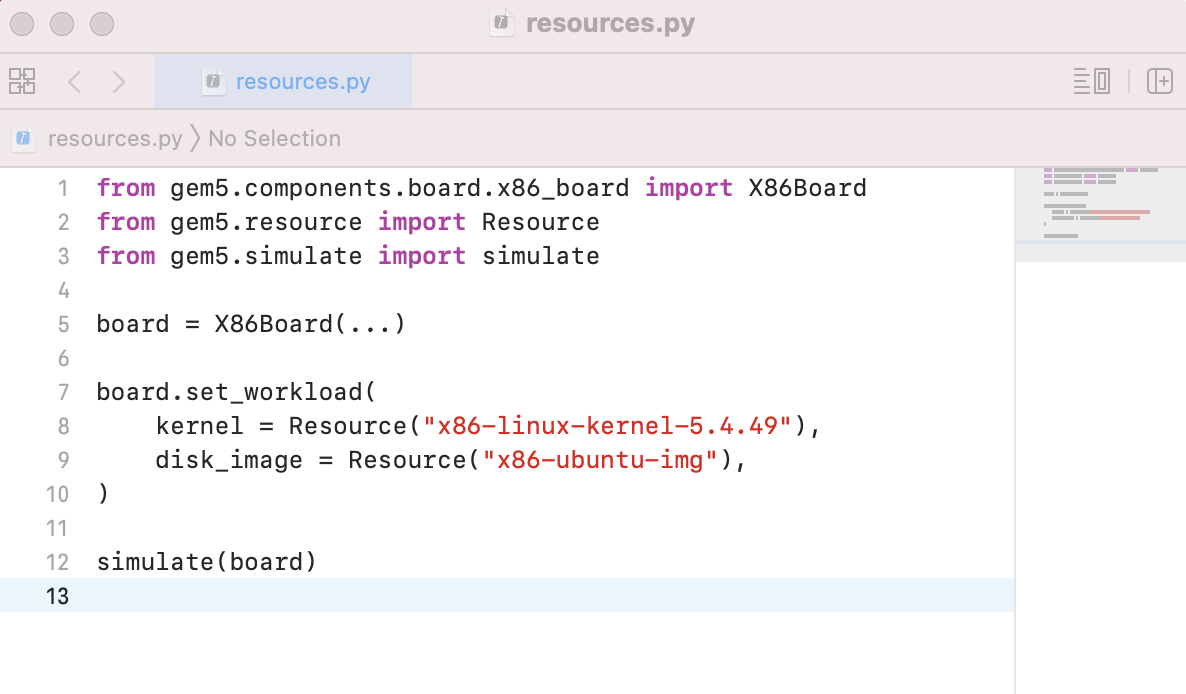 resources.py
resources.py
resources.py 〉 No Selection
1 from gem5.components.board.x86_board import X86Board
2 from gem5.resource import Resource
3 from gem5.simulate import simulate
4
5 board = X86Board(...)
6
7 board.set_workload(
8     kernel = Resource("x86-linux-kernel-5.4.49"),
9     disk_image = Resource("x86-ubuntu-img"),
10 )
11
12 simulate(board)
13